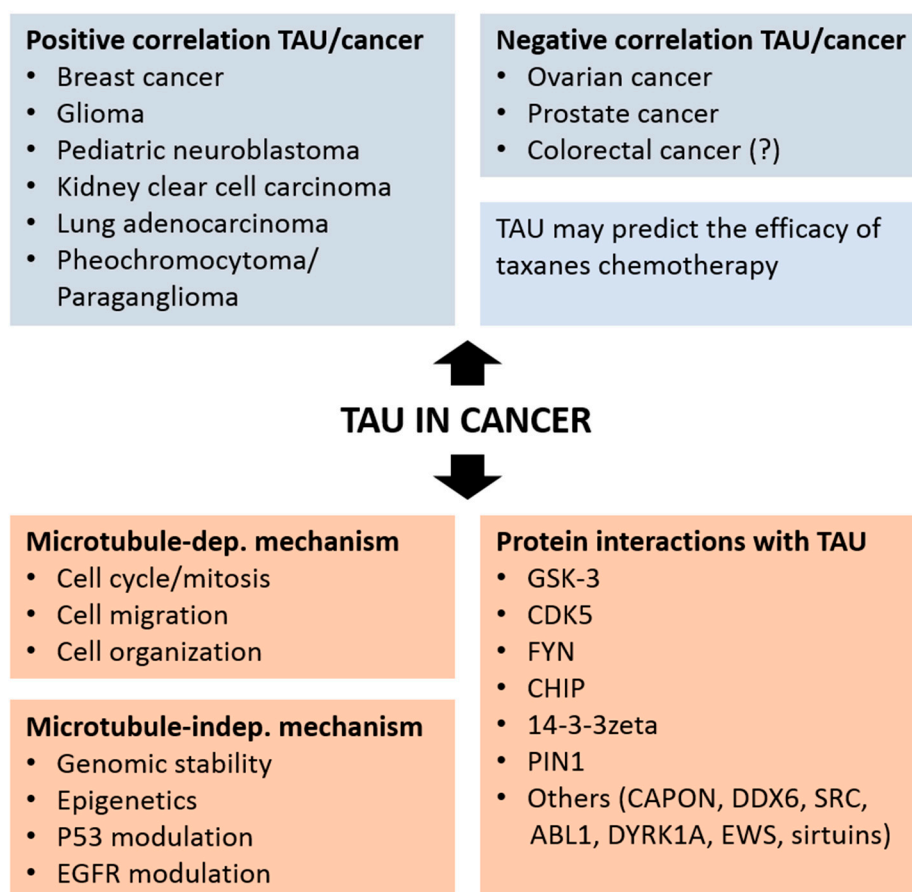 Positive correlation TAU/cancer
• Breast cancer
• Glioma
• Pediatric neuroblastoma
• Kidney clear cell carcinoma
• Lung adenocarcinoma
• Pheochromocytoma/
Paraganglioma
Negative correlation TAU/cancer
• Ovarian cancer
• Prostate cancer
• Colorectal cancer (?)
TAU may predict the efficacy of
taxanes chemotherapy
TAU IN CANCER
Microtubule-dep. mechanism
• Cell cycle/mitosis
• Cell migration
• Cell organization
Microtubule-indep. mechanism
• Genomic stability
• Epigenetics
• P53 modulation
• EGFR modulation
Protein interactions with TAU
• GSK-3
• CDK5
• FYN
• CHIP
• 14-3-3zeta
• PIN1
• Others (CAPON, DDX6, SRC,
ABL1, DYRK1A, EWS, sirtuins)